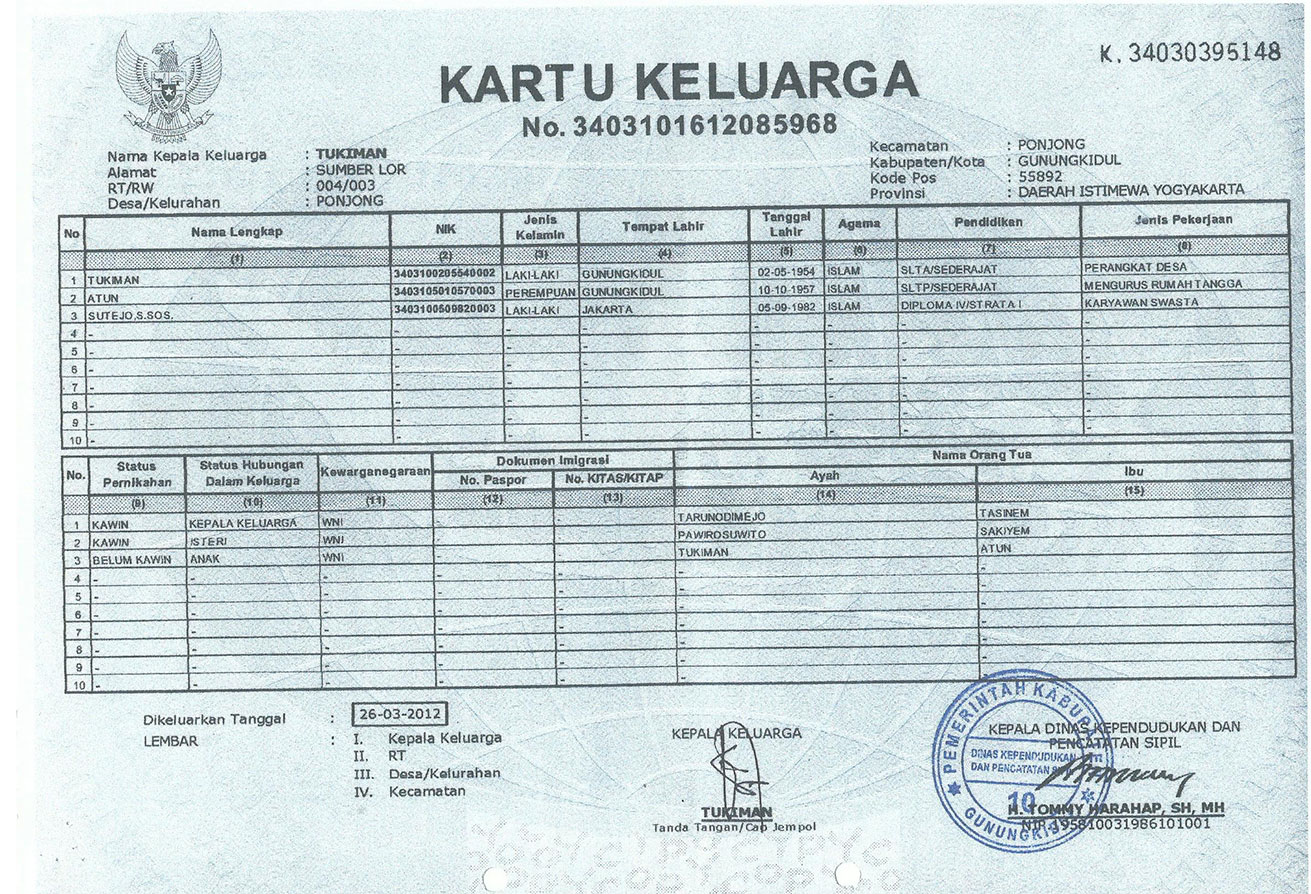 K. 34030395148
KARTU KELUARGA
No. 3403101612085968
Nama Kepala Keluarga : TUKIMAN
Alamat : SUMBER LOR
RT/RW : 004/003
Desa/Kelurahan : PONJONG
Kecamatan : PONJONG
Kabupaten/Kota : GUNUNGKIDUL
Kode Pos : 55892
Provinsi : DAERAH ISTIMEWA YOGYAKARTA
No Nama Lengkap NIK Jenis Kelamin Tempat Lahir Tanggal Lahir Agama Pendidikan Jenis Pekerjaan
(1) (2) (3) (4) (5) (6) (7) (8)
1 TUKIMAN 3403100205540002 LAKI-LAKI GUNUNGKIDUL 02-05-1954 ISLAM SLTA/SEDERAJAT PERANGKAT DESA
2 ATUN 3403105010570003 PEREMPUAN GUNUNGKIDUL 10-10-1957 ISLAM SLTP/SEDERAJAT MENGURUS RUMAH TANGGA
3 SUTEJO,S.SOS. 3403100509820003 LAKI-LAKI JAKARTA 05-09-1982 ISLAM DIPLOMA IV/STRATA I KARYAWAN SWASTA
4 - - - - - - - -
5 - - - - - - - -
6 - - - - - - - -
7 - - - - - - - -
8 - - - - - - - -
9 - - - - - - - -
10 - - - - - - - -
No. Status Pernikahan Status Hubungan Dalam Keluarga Kewarganegaraan Dokumen Imigrasi Nama Orang Tua
No. Paspor No. KITAS/KITAP Ayah Ibu
(9) (10) (11) (12) (13) (14) (15)
1 KAWIN KEPALA KELUARGA WNI - - TARUNODIMEJO TASINEM
2 KAWIN ISTERI WNI - - PAWIROSUWITO SAKIYEM
3 BELUM KAWIN ANAK WNI - - TUKIMAN ATUN
4 - - - - - - -
5 - - - - - - -
6 - - - - - - -
7 - - - - - - -
8 - - - - - - -
9 - - - - - - -
10 - - - - - - -
Dikeluarkan Tanggal : 26-03-2012
LEMBAR : I. Kepala Keluarga
II. RT
III. Desa/Kelurahan
IV. Kecamatan
KEPALA KELUARGA
TUKIMAN
Tanda Tangan/Cap Jempol
KEPALA DINAS KEPENDUDUKAN DAN
PENCATATAN SIPIL
H. TOMMY HARAHAP, SH, MH
NIP.195810031986101001
PEMERINTAH KABUPATE
DINAS KEPENDUDUKAN
DAN PENCATATAN S
10
GUNUNGKID